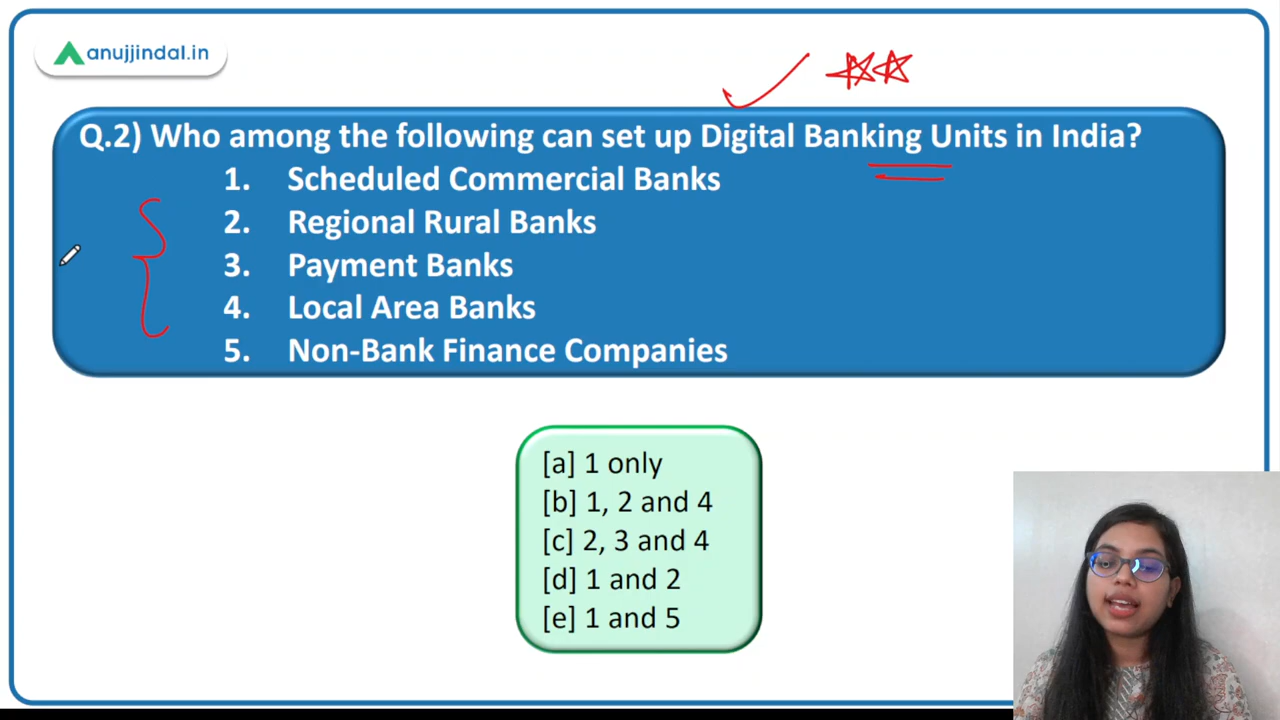 anujjindal.in
Q.2) Who among the following can set up Digital Banking Units in India?
1. Scheduled Commercial Banks
2. Regional Rural Banks
3. Payment Banks
4. Local Area Banks
5. Non-Bank Finance Companies
[a] 1 only
[b] 1, 2 and 4
[c] 2, 3 and 4
[d] 1 and 2
[e] 1 and 5